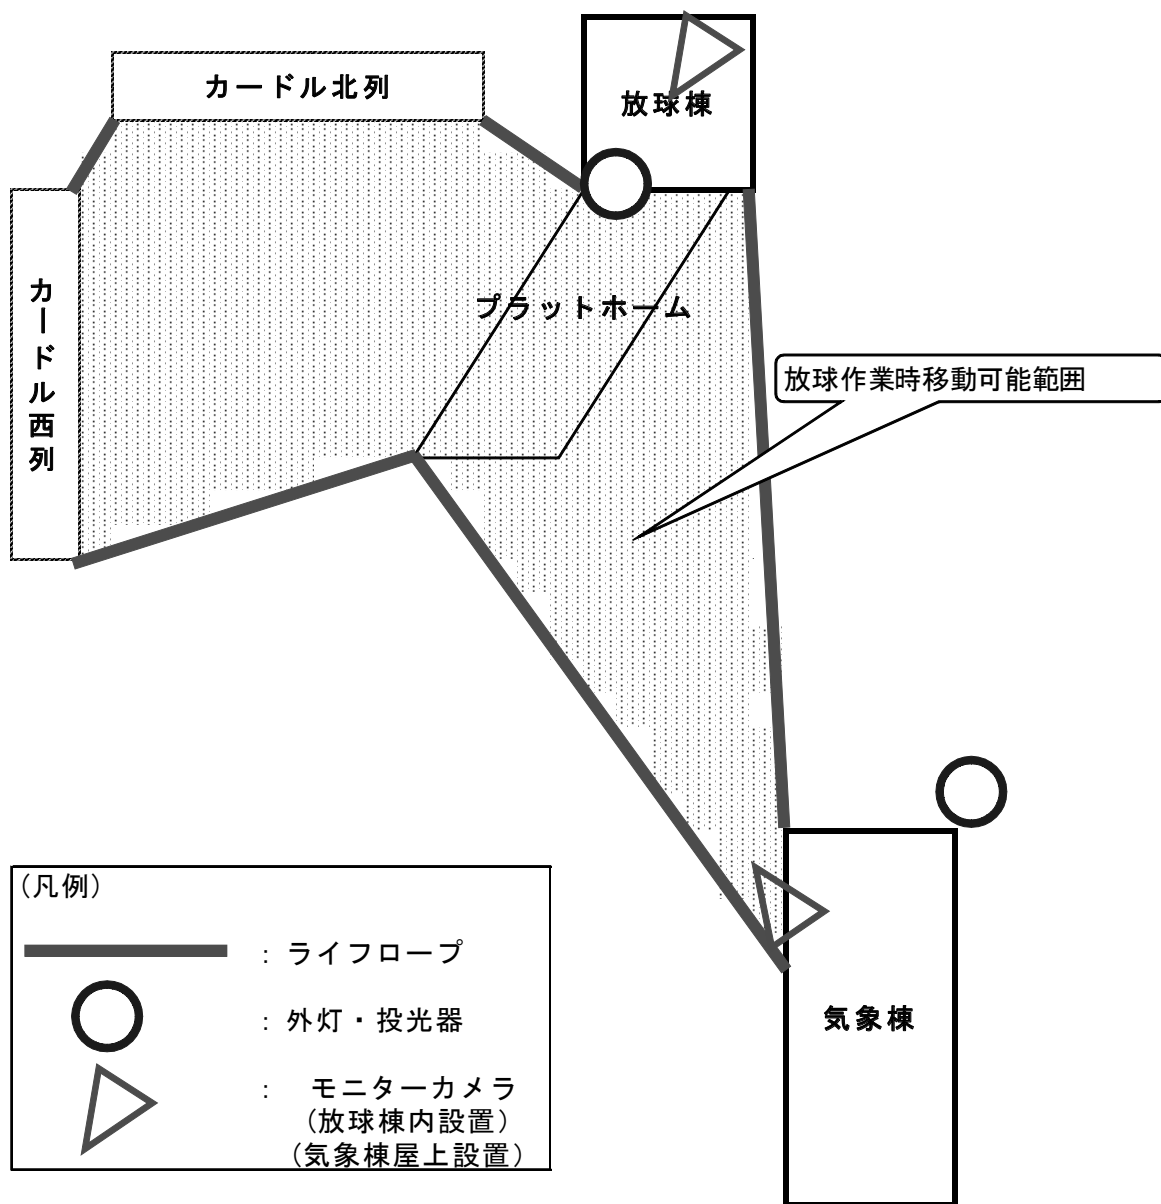 カードル北列
放球棟
カードル西列
プラットホーム
放球作業時移動可能範囲
気象棟
(凡例)
: ライフロープ
: 外灯・投光器
: モニターカメラ
(放球棟内設置)
(気象棟屋上設置)